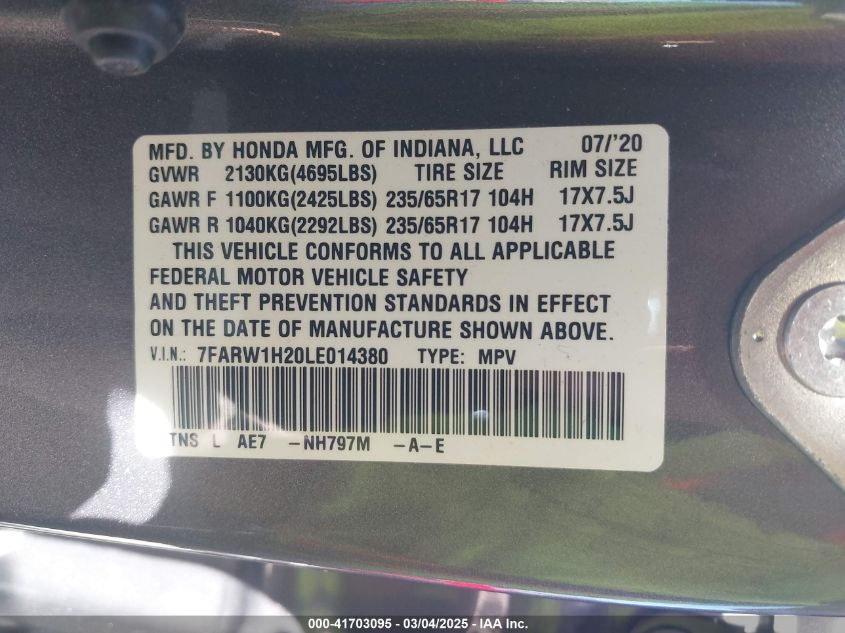 MFD. BY HONDA MFG. OF INDIANA, LLC 07/'20
GVWR 2130KG(4695LBS) TIRE SIZE RIM SIZE
GAWR F 1100KG(2425LBS) 235/65R17 104H 17X7.5J
GAWR R 1040KG(2292LBS) 235/65R17 104H 17X7.5J
THIS VEHICLE CONFORMS TO ALL APPLICABLE
FEDERAL MOTOR VEHICLE SAFETY
AND THEFT PREVENTION STANDARDS IN EFFECT
ON THE DATE OF MANUFACTURE SHOWN ABOVE.
V.I.N.: 7FARW1H20LE014380 TYPE: MPV
TNS L AE7 -NH797M -A-E
000-41703095 — 03/04/2025 — IAA Inc.